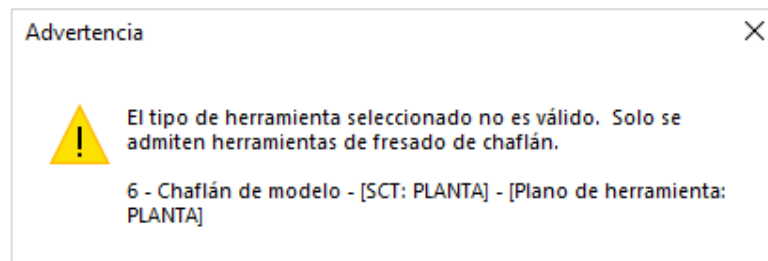 Advertencia
El tipo de herramienta seleccionado no es válido.  Solo se
admiten herramientas de fresado de chaflán.
6 - Chaflán de modelo - [SCT: PLANTA] - [Plano de herramienta:
PLANTA]